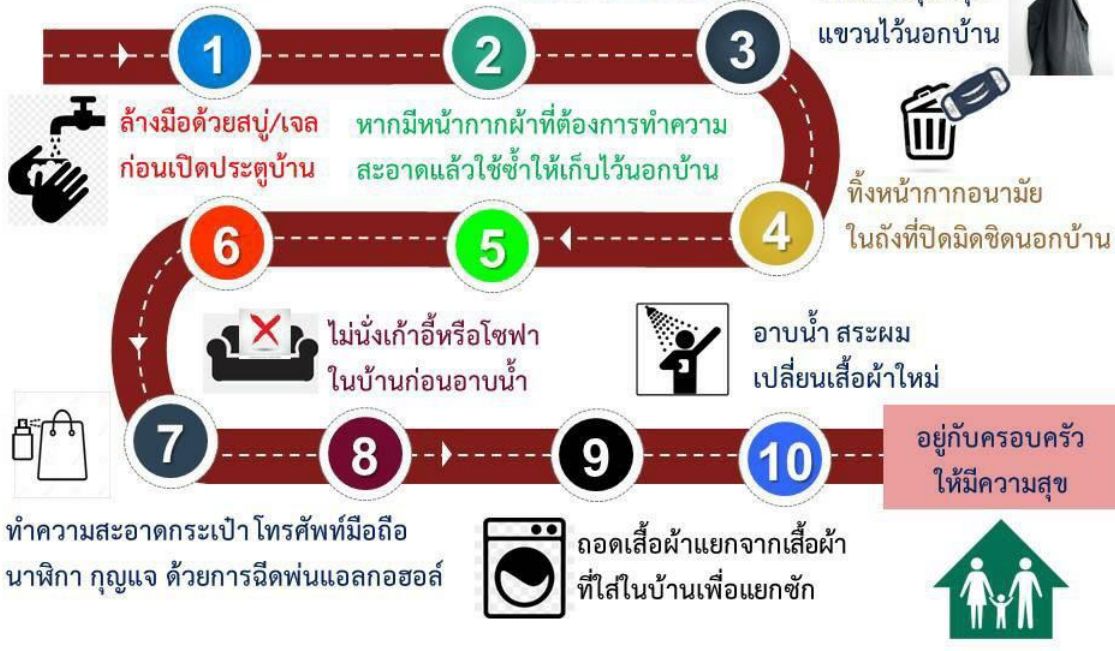 แขวนไว้นอกบ้าน
1
2
3
ล้างมือด้วยสบู่/เจล
ก่อนเปิดประตูบ้าน
หากมีหน้ากากผ้าที่ต้องการทำความ
สะอาดแล้วใช้ซ้ำให้เก็บไว้นอกบ้าน
ทิ้งหน้ากากอนามัย
ในถังที่ปิดมิดชิดนอกบ้าน
4
5
6
ไม่นั่งเก้าอี้หรือโซฟา
ในบ้านก่อนอาบน้ำ
อาบน้ำ สระผม
เปลี่ยนเสื้อผ้าใหม่
7
8
9
10
อยู่กับครอบครัว
ให้มีความสุข
ทำความสะอาดกระเป๋า โทรศัพท์มือถือ
นาฬิกา กุญแจ ด้วยการฉีดพ่นแอลกอฮอล์
ถอดเสื้อผ้าแยกจากเสื้อผ้า
ที่ใส่ในบ้านเพื่อแยกซัก